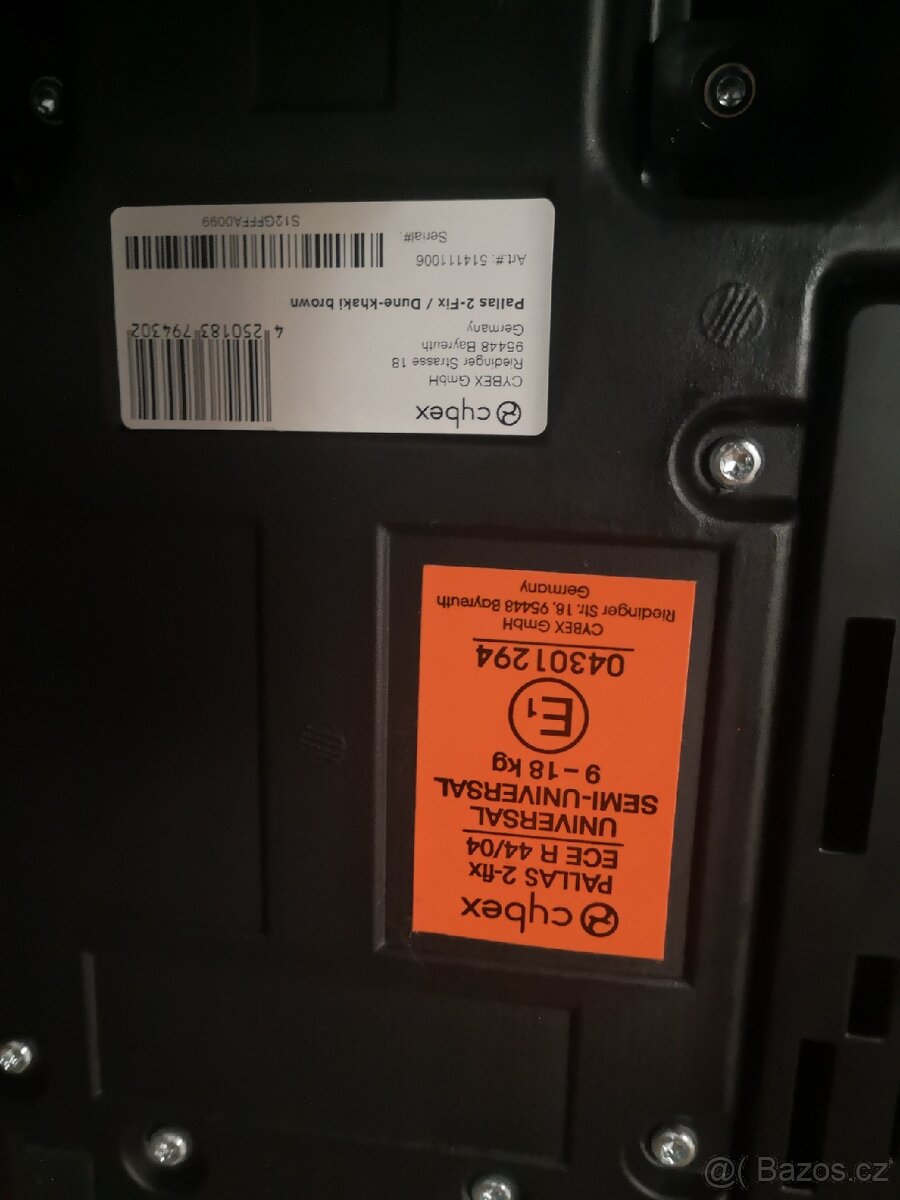 cybex
CYBEX GmbH
Riedinger Strasse 18
95448 Bayreuth
Germany
4 250183 794302
Pallas 2-Fix / Dune-khaki brown
Art.#: 514111006
Serial#:
S12GFFFA0099
cybex
PALLAS 2-fix
ECE R 44/04
UNIVERSAL
SEMI-UNIVERSAL
9 – 18 kg
E1
04301294
CYBEX GmbH
Riedinger Str. 18, 95448 Bayreuth
Germany
@( Bazos.cz